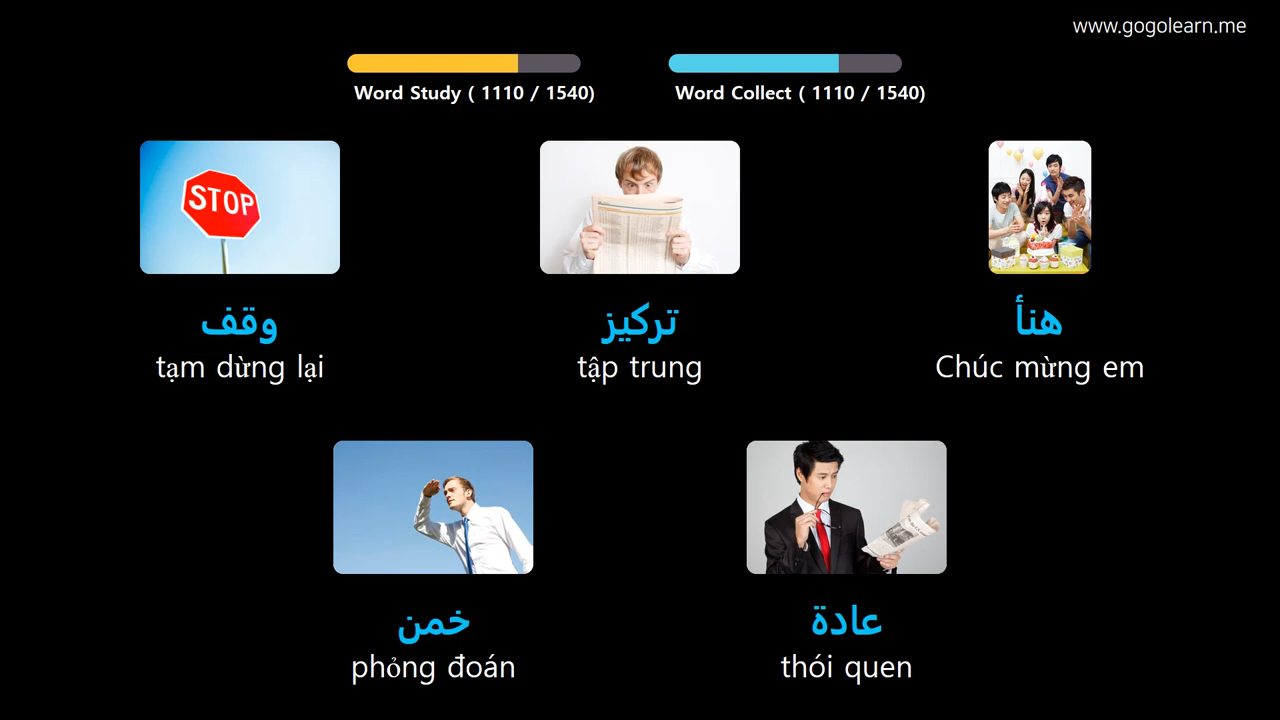 www.gogolearn.me
Word Study ( 1110 / 1540)
Word Collect ( 1110 / 1540)
STOP
وقف
tạm dừng lại
تركيز
tập trung
هنأ
Chúc mừng em
خمن
phỏng đoán
عادة
thói quen